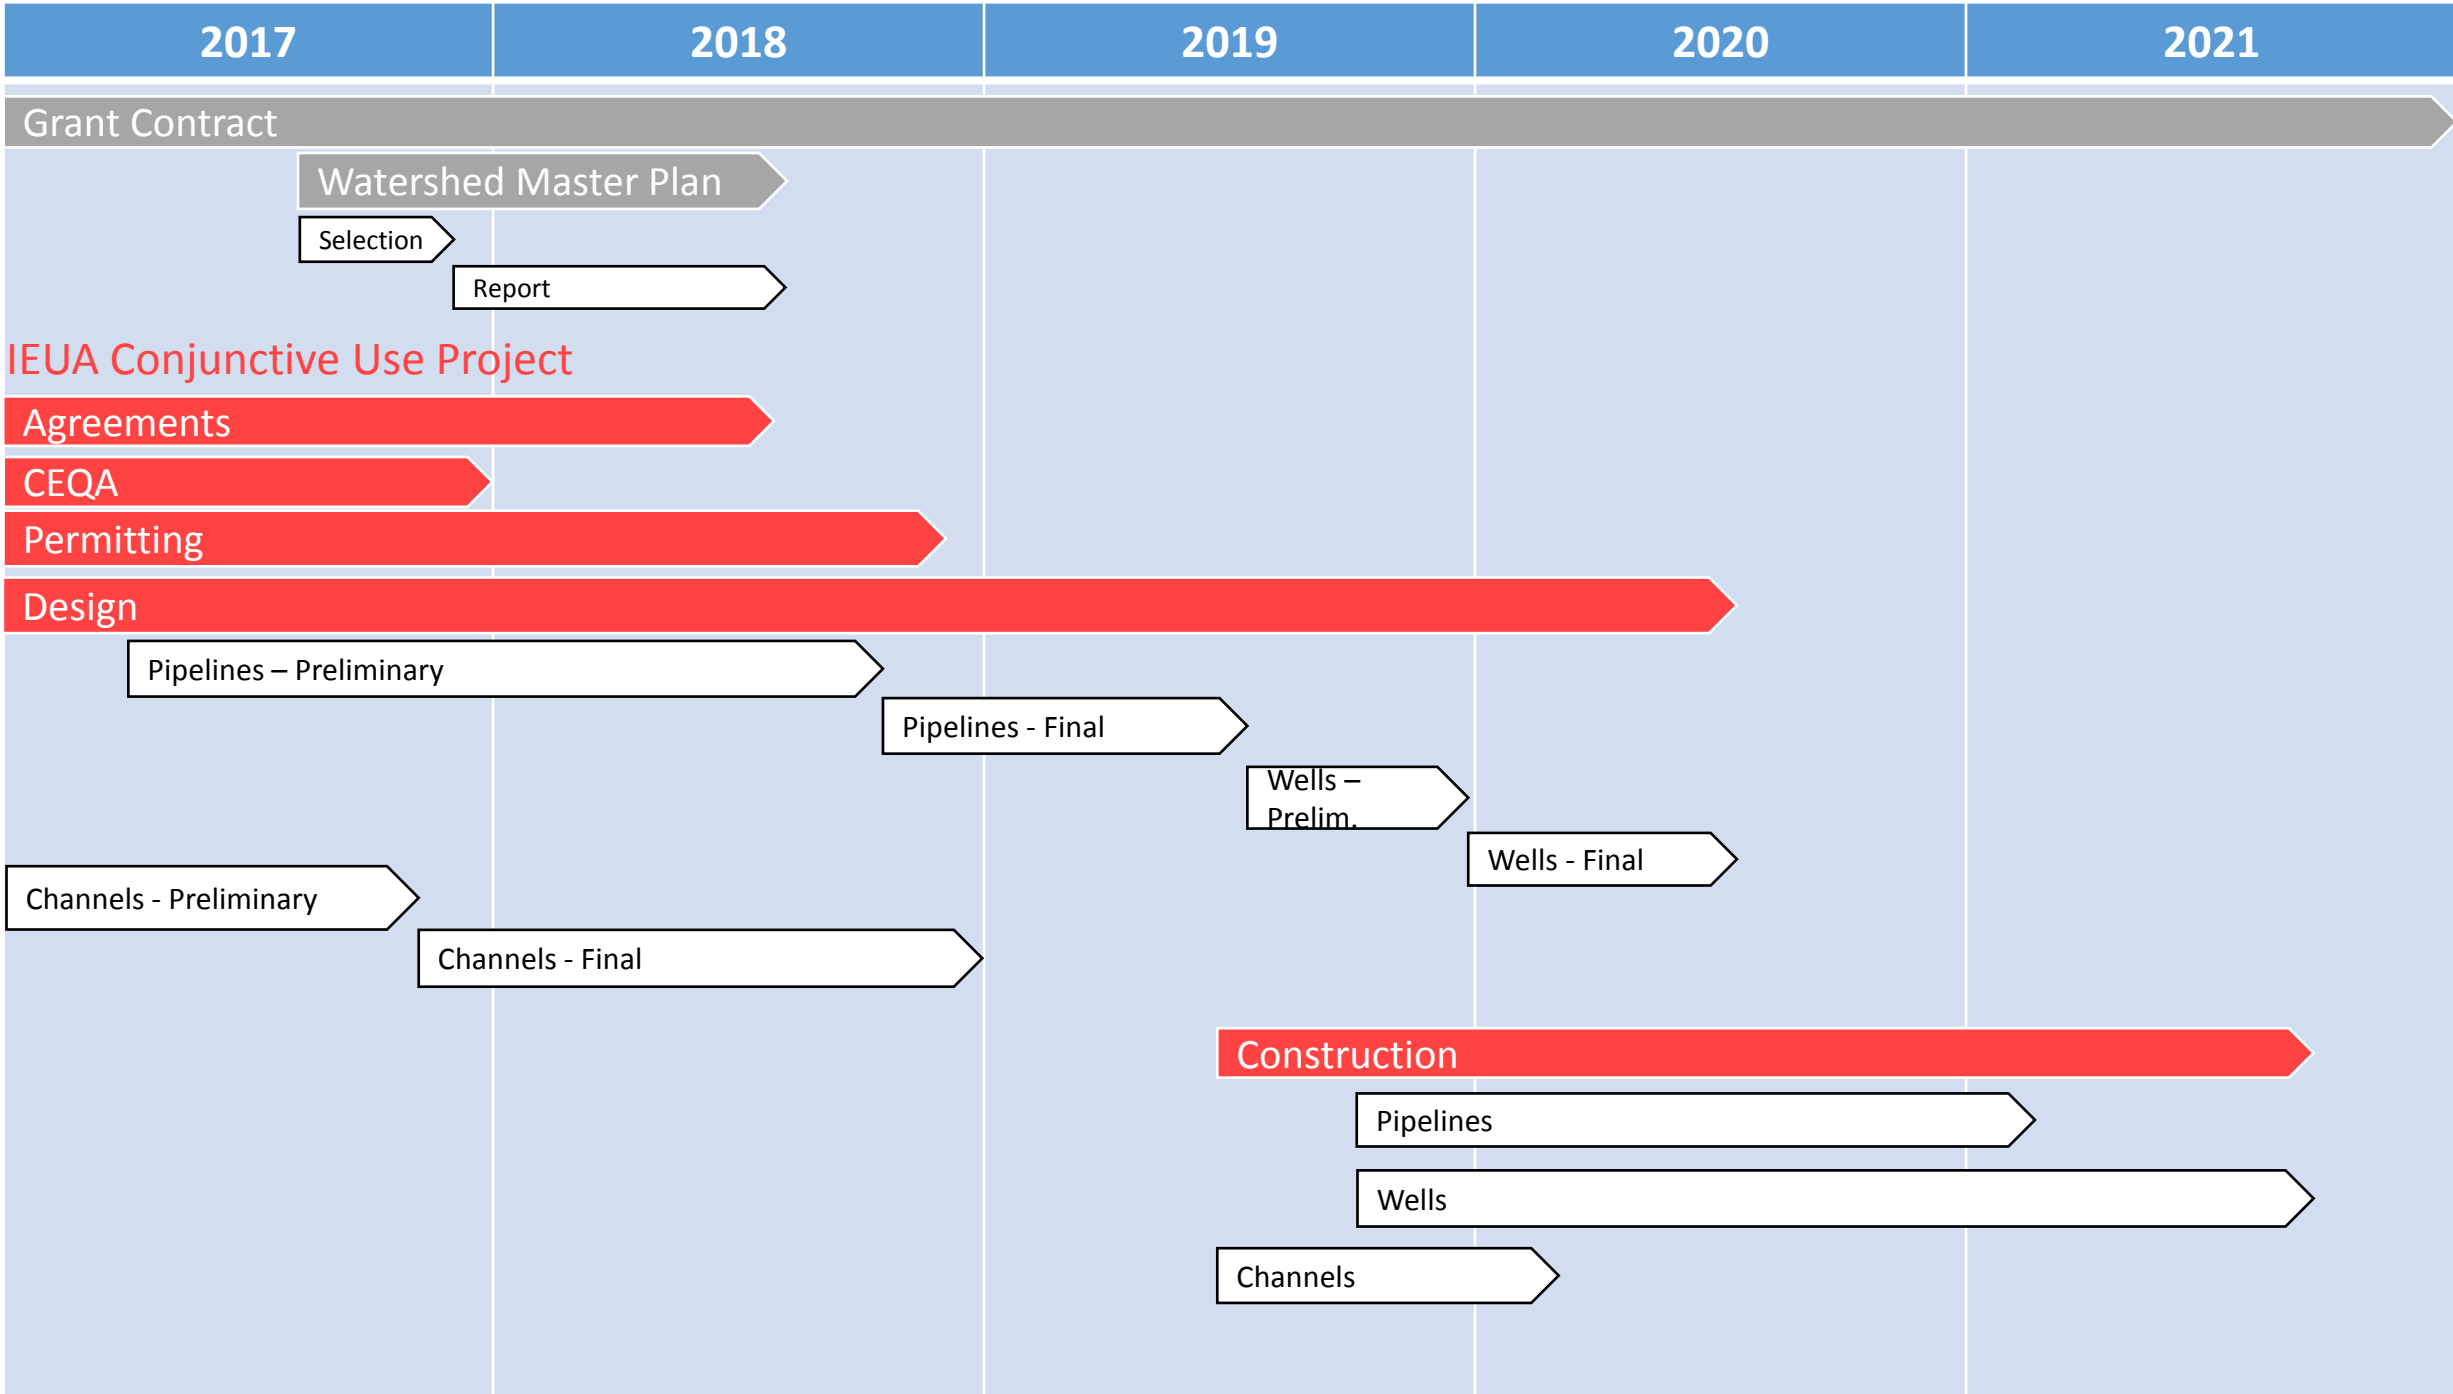 2017 2018 2019 2020 2021
Grant Contract
Watershed Master Plan
Selection
Report
IEUA Conjunctive Use Project
Agreements
CEQA
Permitting
Design
Pipelines – Preliminary
Pipelines - Final
Wells –
Prelim.
Wells - Final
Channels - Preliminary
Channels - Final
Construction
Pipelines
Wells
Channels